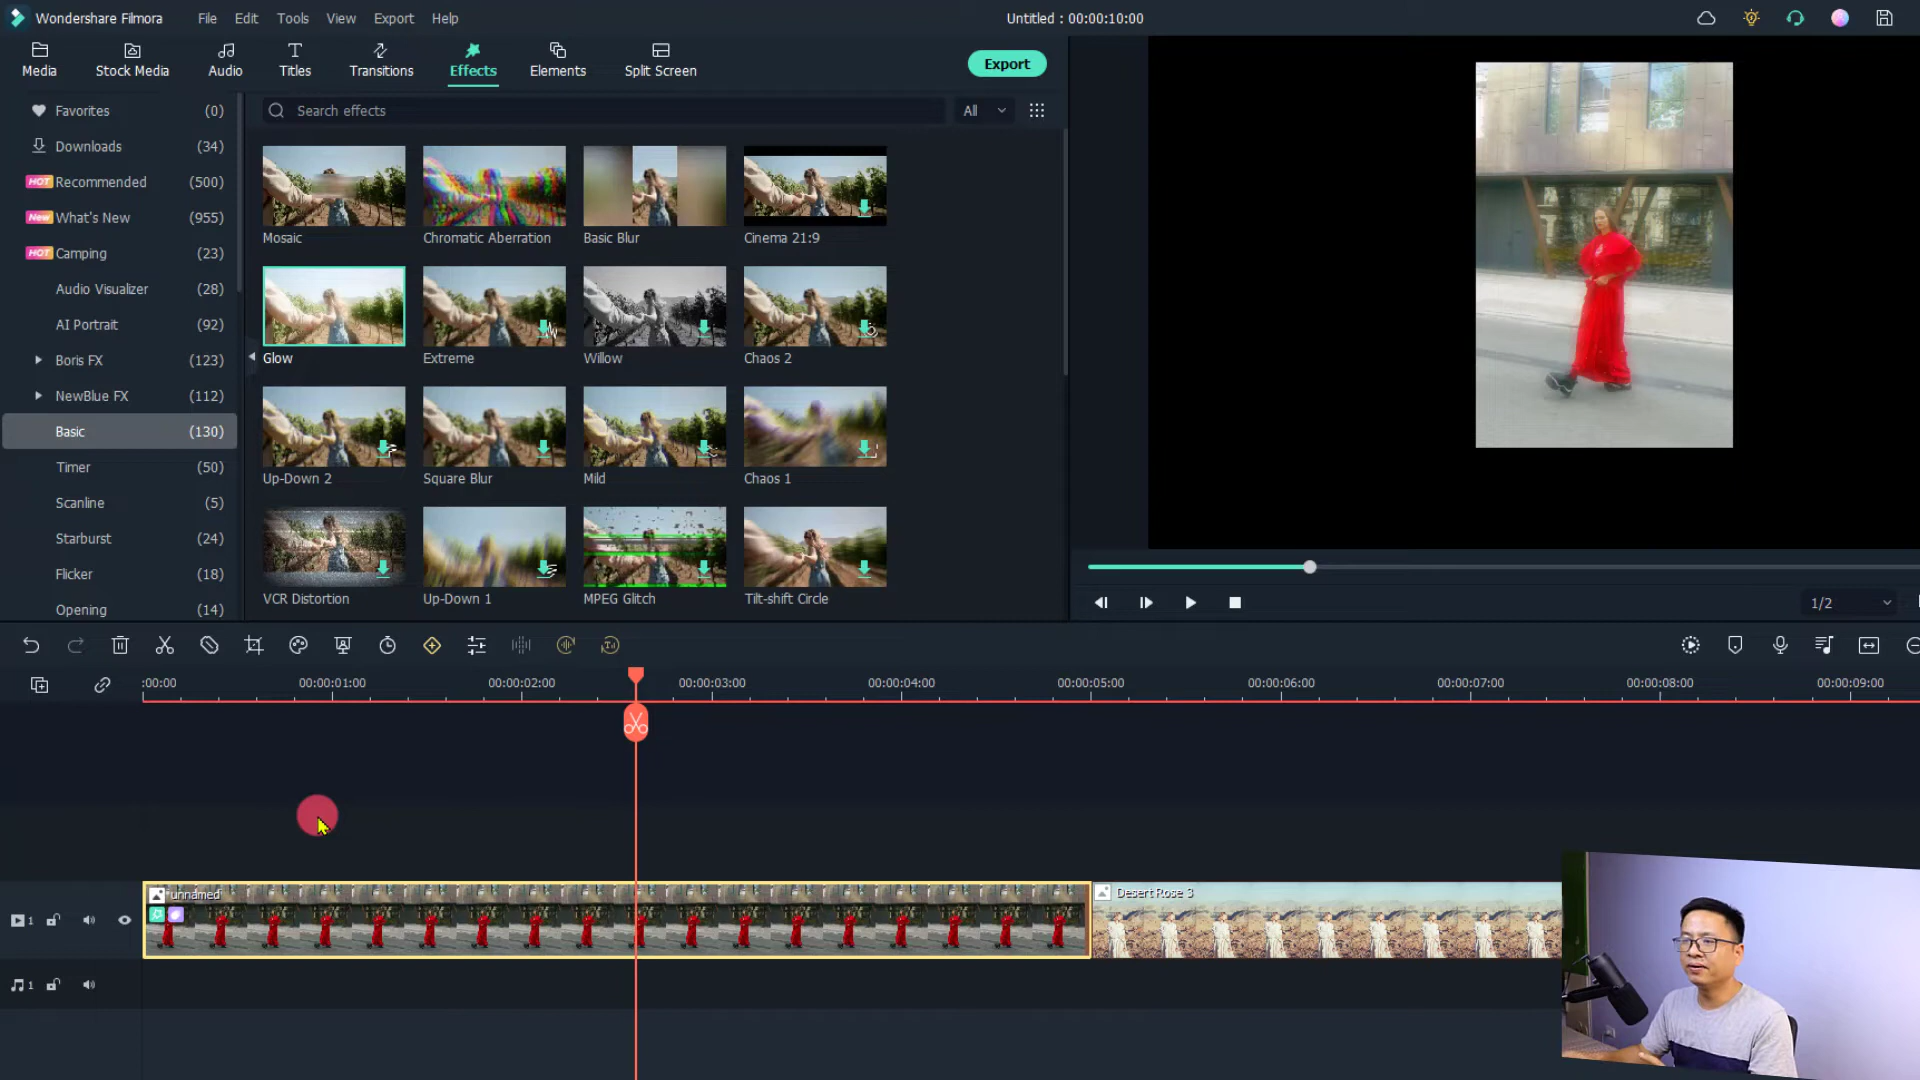 Wondershare Filmora File Edit Tools View Export Help Untitled : 00:00:10:00
Media Stock Media Audio Titles Transitions Effects Elements Split Screen Export
Favorites (0)
Downloads (34)
HOT Recommended (500)
New What's New (955)
HOT Camping (23)
Audio Visualizer (28)
AI Portrait (92)
Boris FX (123)
NewBlue FX (112)
Basic (130)
Timer (50)
Scanline (5)
Starburst (24)
Flicker (18)
Opening (14)
Search effects All
Mosaic Chromatic Aberration Basic Blur Cinema 21:9
Glow Extreme Willow Chaos 2
Up-Down 2 Square Blur Mild Chaos 1
VCR Distortion Up-Down 1 MPEG Glitch Tilt-shift Circle
1/2
:00:00 00:00:01:00 00:00:02:00 00:00:03:00 00:00:04:00 00:00:05:00 00:00:06:00 00:00:07:00 00:00:08:00 00:00:09:00
unnamed Desert Rose 3
1
1